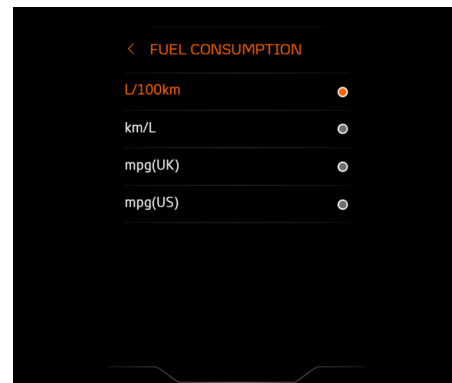 < FUEL CONSUMPTION
L/100km
km/L
mpg(UK)
mpg(US)